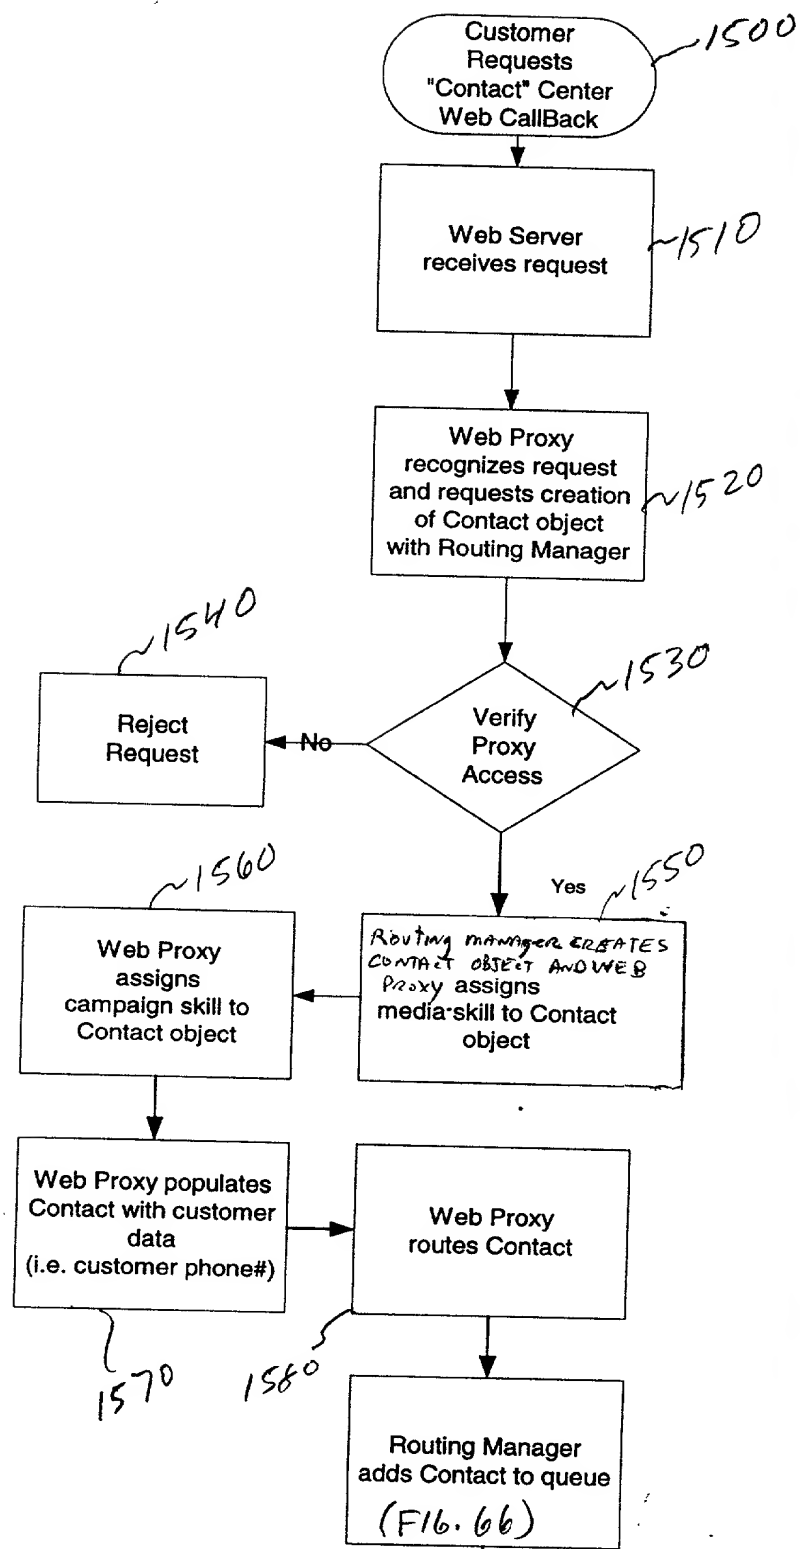 Customer
Requests
"Contact" Center
Web CallBack
1500
Web Server
receives request
1510
Web Proxy
recognizes request
and requests creation
of Contact object
with Routing Manager
1520
1540
Reject
Request
No
Verify
Proxy
Access
1530
Yes
1550
ROUTING MANAGER CREATES
CONTACT OBJECT AND WEB
PROXY assigns
media-skill to Contact
object
1560
Web Proxy
assigns
campaign skill to
Contact object
Web Proxy populates
Contact with customer
data
(i.e. customer phone#)
1570
Web Proxy
routes Contact
1580
Routing Manager
adds Contact to queue
(FIG. 66)